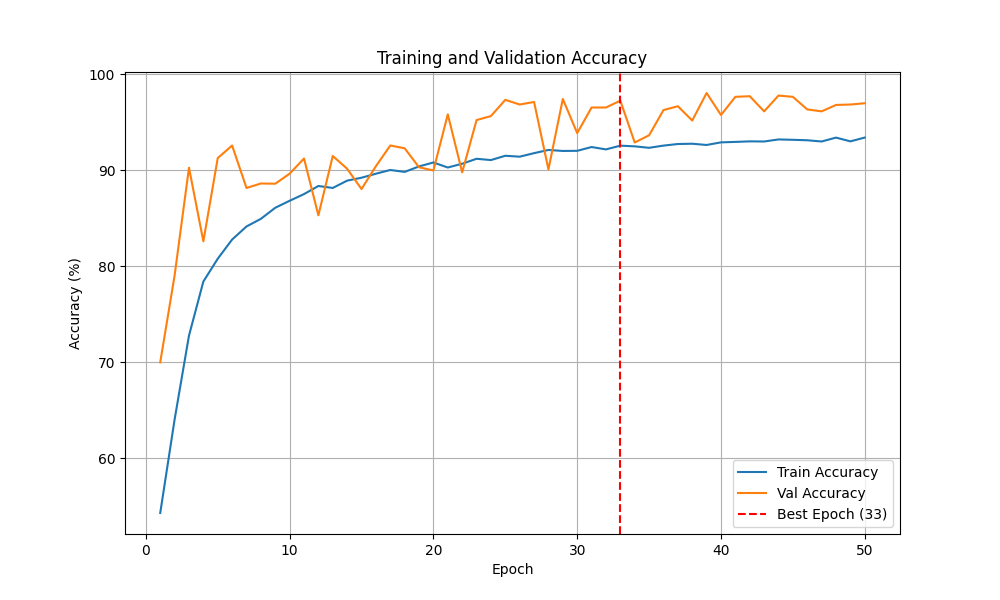 Training and Validation Accuracy
Accuracy (%)
100
90
80
70
60
0
10
20
30
40
50
Epoch
Train Accuracy
Val Accuracy
Best Epoch (33)